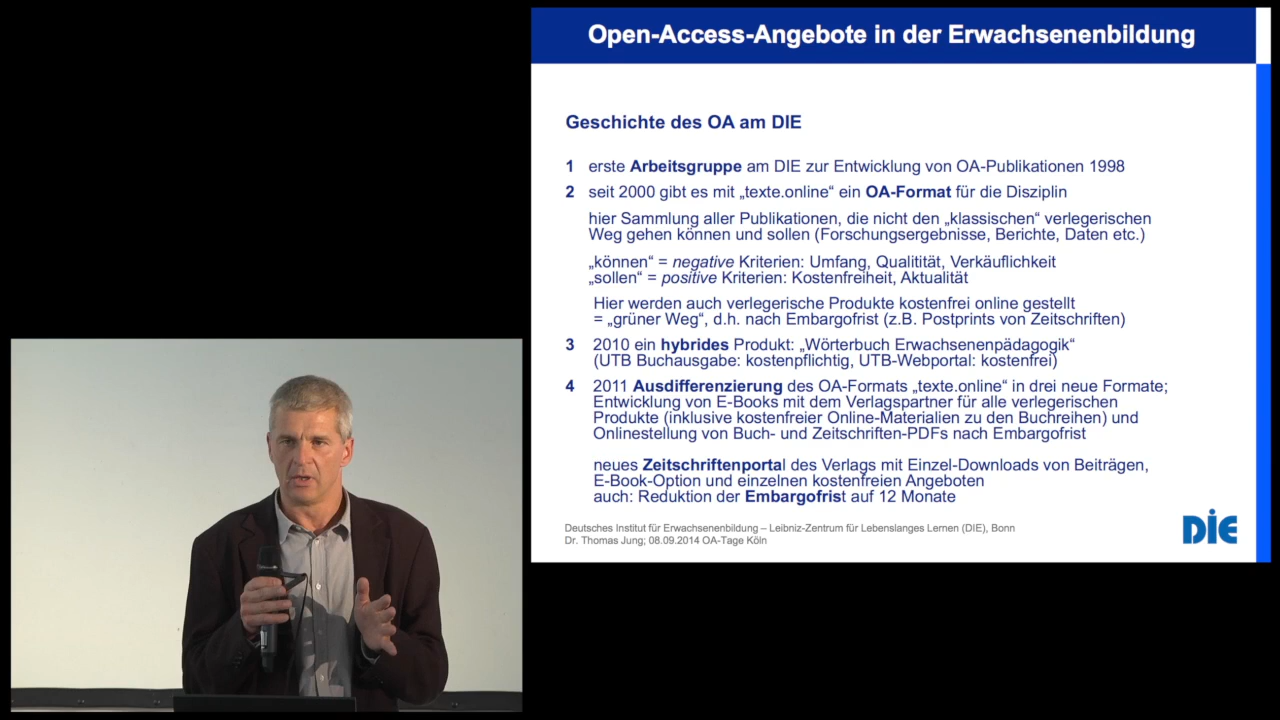 Open-Access-Angebote in der Erwachsenenbildung
Geschichte des OA am DIE
1 erste Arbeitsgruppe am DIE zur Entwicklung von OA-Publikationen 1998
2 seit 2000 gibt es mit „texte.online“ ein OA-Format für die Disziplin
hier Sammlung aller Publikationen, die nicht den „klassischen“ verlegerischen
Weg gehen können und sollen (Forschungsergebnisse, Berichte, Daten etc.)
„können“ = negative Kriterien: Umfang, Qualitität, Verkäuflichkeit
„sollen“ = positive Kriterien: Kostenfreiheit, Aktualität
Hier werden auch verlegerische Produkte kostenfrei online gestellt
= „grüner Weg“, d.h. nach Embargofrist (z.B. Postprints von Zeitschriften)
3 2010 ein hybrides Produkt: „Wörterbuch Erwachsenenpädagogik“
(UTB Buchausgabe: kostenpflichtig, UTB-Webportal: kostenfrei)
4 2011 Ausdifferenzierung des OA-Formats „texte.online“ in drei neue Formate;
Entwicklung von E-Books mit dem Verlagspartner für alle verlegerischen
Produkte (inklusive kostenfreier Online-Materialien zu den Buchreihen) und
Onlinestellung von Buch- und Zeitschriften-PDFs nach Embargofrist
neues Zeitschriftenportal des Verlags mit Einzel-Downloads von Beiträgen,
E-Book-Option und einzelnen kostenfreien Angeboten
auch: Reduktion der Embargofrist auf 12 Monate
Deutsches Institut für Erwachsenenbildung – Leibniz-Zentrum für Lebenslanges Lernen (DIE), Bonn
Dr. Thomas Jung; 08.09.2014 OA-Tage Köln
DIE